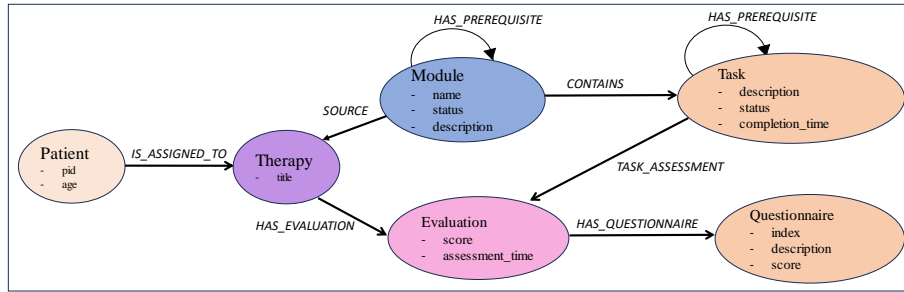 HAS_PREREQUISITE
HAS_PREREQUISITE
Module
- name
- status
- description
CONTAINS
Task
- description
- status
- completion_time
SOURCE
Patient
- pid
- age
IS_ASSIGNED_TO
Therapy
- title
TASK_ASSESSMENT
HAS_EVALUATION
Evaluation
- score
- assessment_time
HAS_QUESTIONNAIRE
Questionnaire
- index
- description
- score